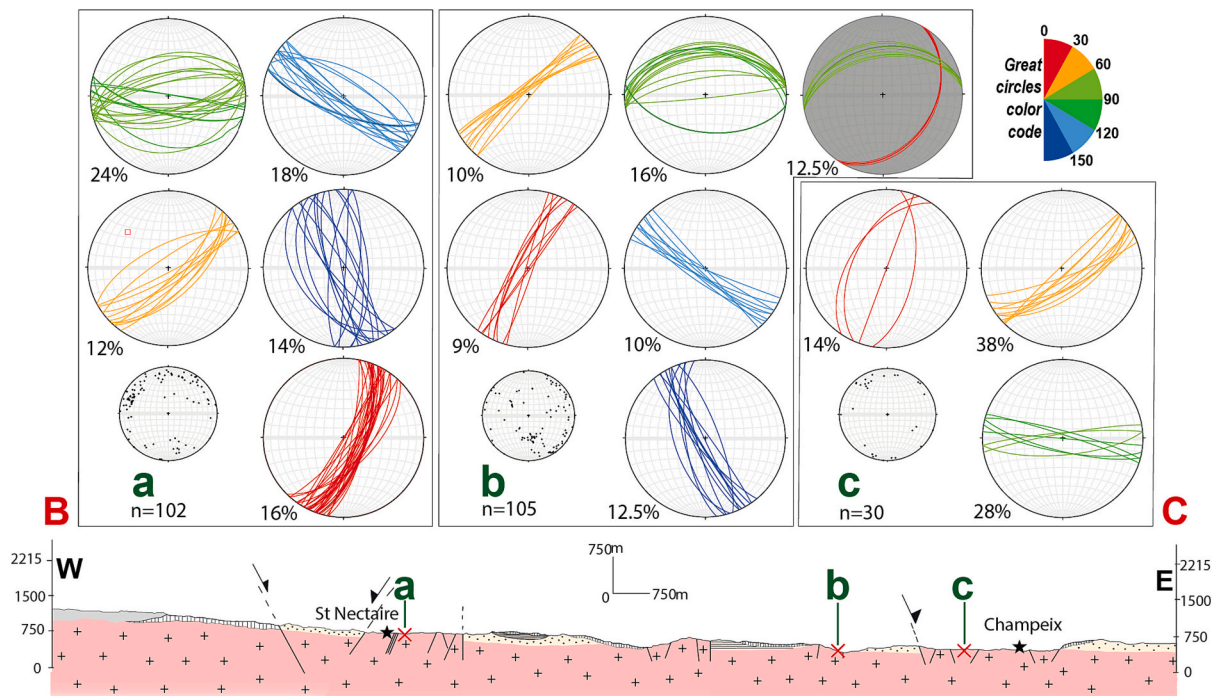 0
30
60
90
120
150
Great
circles
color
code
24%
18%
10%
16%
12.5%
12%
14%
9%
10%
14%
38%
a
n=102
16%
b
n=105
12.5%
c
n=30
28%
B
C
W
E
2215
1500
750
0
St Nectaire
a
750m
0
750m
b
c
Champeix
2215
1500
750
0